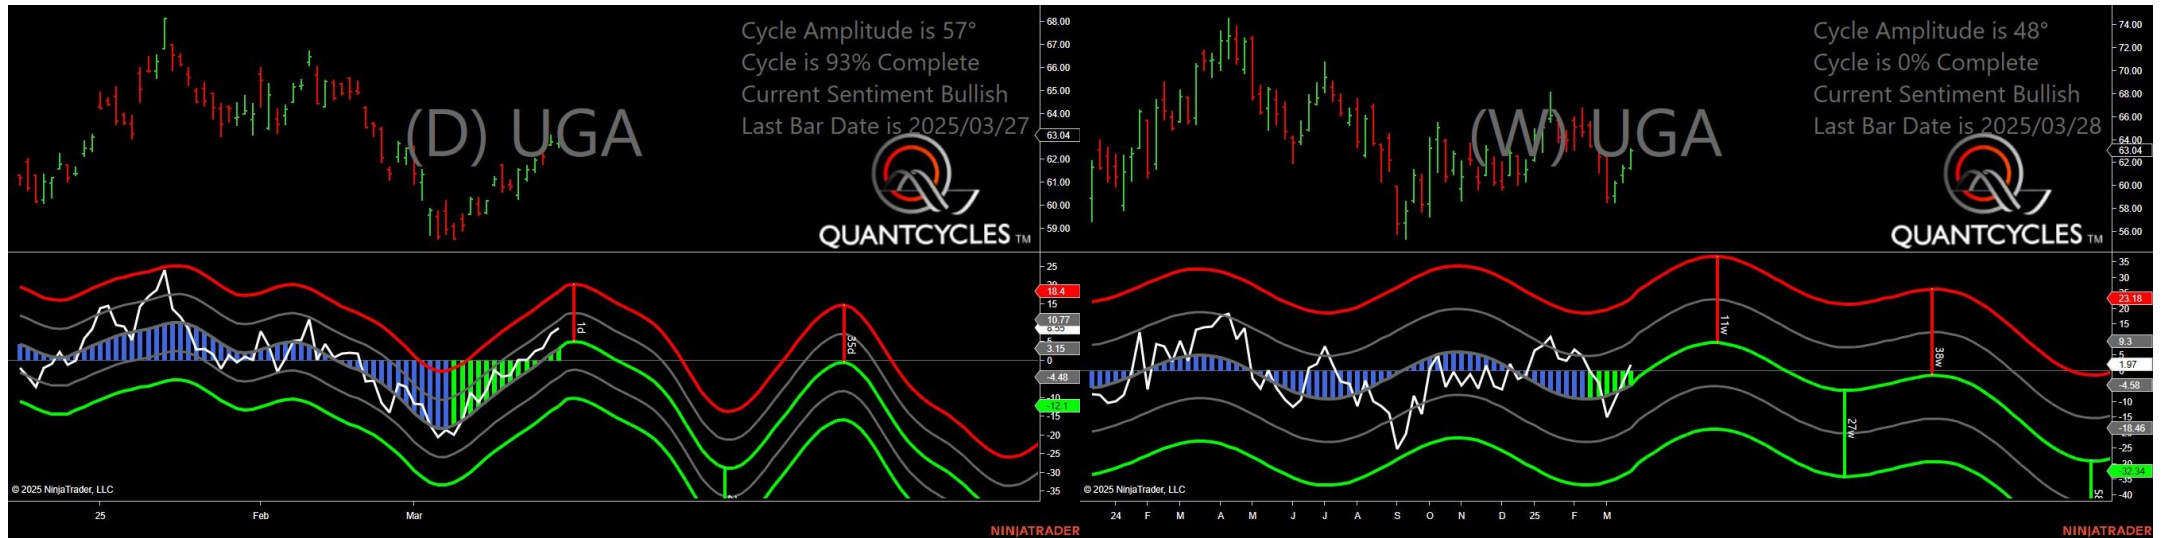 Cycle Amplitude is 57°
Cycle is 93% Complete
Current Sentiment Bullish
Last Bar Date is 2025/03/27
(D) UGA
QUANTCYCLES TM
68.00
67.00
66.00
65.00
64.00
63.04
62.00
61.00
60.00
59.00
25
18.4
15
10.77
8.55
5
3.15
0
-4.48
-10
-12.1
-15
-20
-25
-30
-35
1d
35d
© 2025 NinjaTrader, LLC
25
Feb
Mar
NINJATRADER
Cycle Amplitude is 48°
Cycle is 0% Complete
Current Sentiment Bullish
Last Bar Date is 2025/03/28
(W) UGA
QUANTCYCLES TM
74.00
72.00
70.00
68.00
66.00
64.00
63.04
62.00
60.00
58.00
56.00
35
30
25
23.18
20
15
9.3
5
1.97
0
-4.58
-10
-15
-18.46
-25
-30
-32.34
-35
-40
11w
27w
38w
© 2025 NinjaTrader, LLC
24
F
M
A
M
J
J
A
S
O
N
D
25
F
M
NINJATRADER